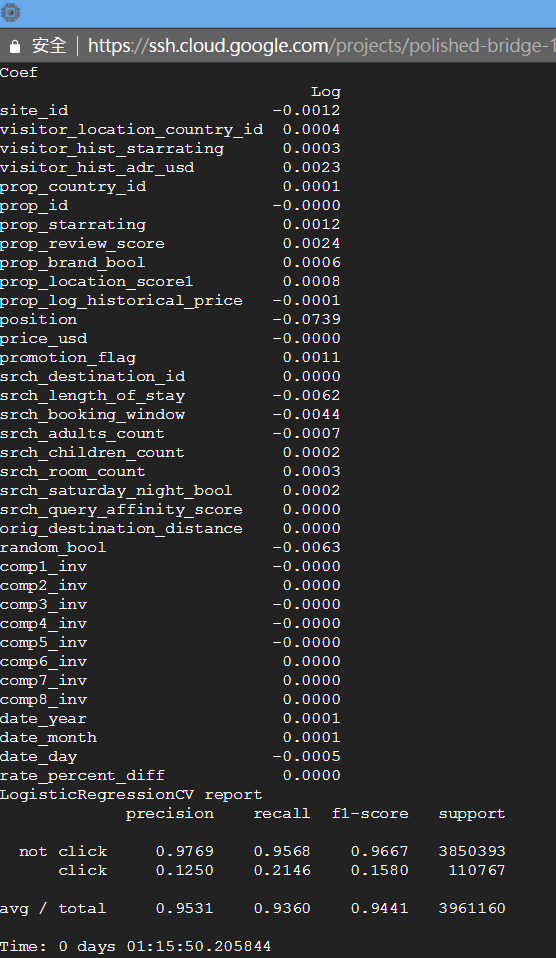 安全 | https://ssh.cloud.google.com/projects/polished-bridge-1
Coef
Log
site_id -0.0012
visitor_location_country_id 0.0004
visitor_hist_starrating 0.0003
visitor_hist_adr_usd 0.0023
prop_country_id 0.0001
prop_id -0.0000
prop_starrating 0.0012
prop_review_score 0.0024
prop_brand_bool 0.0006
prop_location_score1 0.0008
prop_log_historical_price -0.0001
position -0.0739
price_usd -0.0000
promotion_flag 0.0011
srch_destination_id 0.0000
srch_length_of_stay -0.0062
srch_booking_window -0.0044
srch_adults_count -0.0007
srch_children_count 0.0002
srch_room_count 0.0003
srch_saturday_night_bool 0.0002
srch_query_affinity_score 0.0000
orig_destination_distance 0.0000
random_bool -0.0063
comp1_inv -0.0000
comp2_inv 0.0000
comp3_inv -0.0000
comp4_inv -0.0000
comp5_inv -0.0000
comp6_inv 0.0000
comp7_inv 0.0000
comp8_inv 0.0000
date_year 0.0001
date_month 0.0001
date_day -0.0005
rate_percent_diff 0.0000
LogisticRegressionCV report
precision recall f1-score support
not click 0.9769 0.9568 0.9667 3850393
click 0.1250 0.2146 0.1580 110767
avg / total 0.9531 0.9360 0.9441 3961160
Time: 0 days 01:15:50.205844